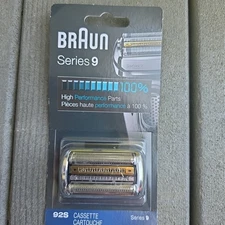 BRAUN
Series 9
100%
High Performance Parts
Pièces haute performance à 100 %
92S
CASSETTE
CARTOUCHE
Series 9